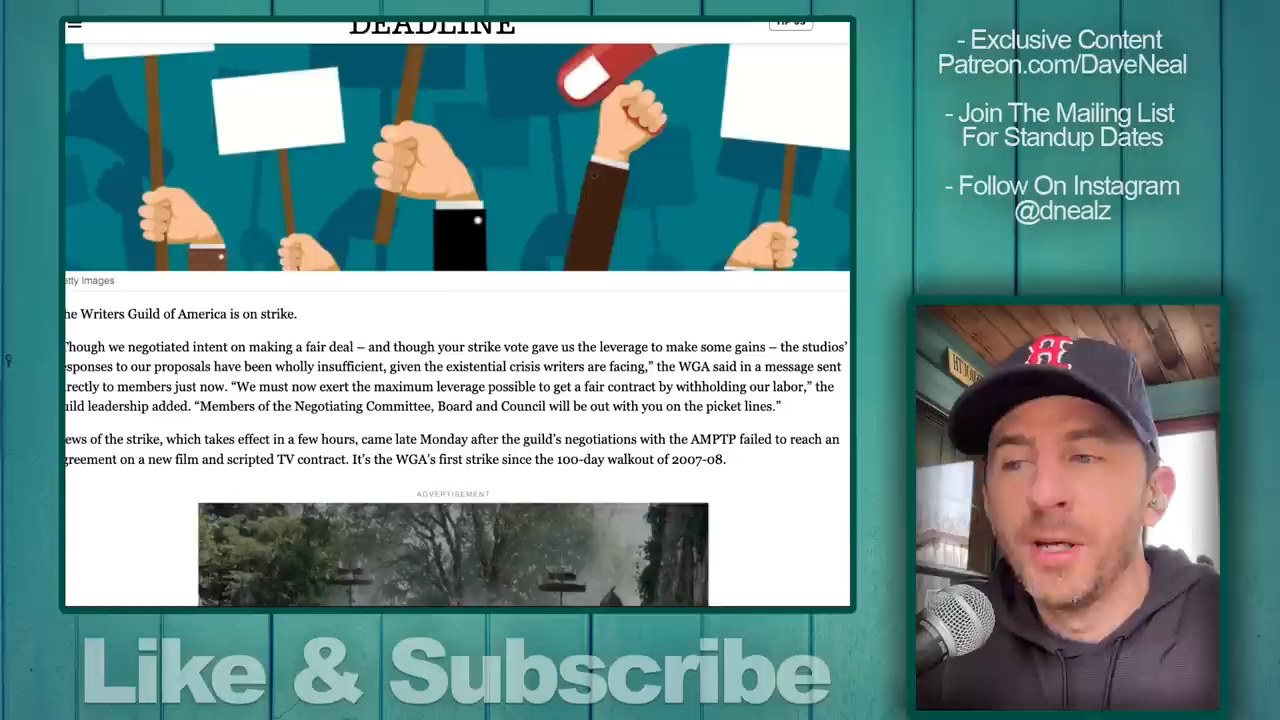 DEADLINE
etty Images
he Writers Guild of America is on strike.
Though we negotiated intent on making a fair deal – and though your strike vote gave us the leverage to make some gains – the studios’
esponses to our proposals have been wholly insufficient, given the existential crisis writers are facing,” the WGA said in a message sent
irectly to members just now. “We must now exert the maximum leverage possible to get a fair contract by withholding our labor,” the
uild leadership added. “Members of the Negotiating Committee, Board and Council will be out with you on the picket lines.”
ews of the strike, which takes effect in a few hours, came late Monday after the guild’s negotiations with the AMPTP failed to reach an
greement on a new film and scripted TV contract. It’s the WGA’s first strike since the 100-day walkout of 2007-08.
ADVERTISEMENT
Like & Subscribe
- Exclusive Content
Patreon.com/DaveNeal
- Join The Mailing List
For Standup Dates
- Follow On Instagram
@dnealz
B